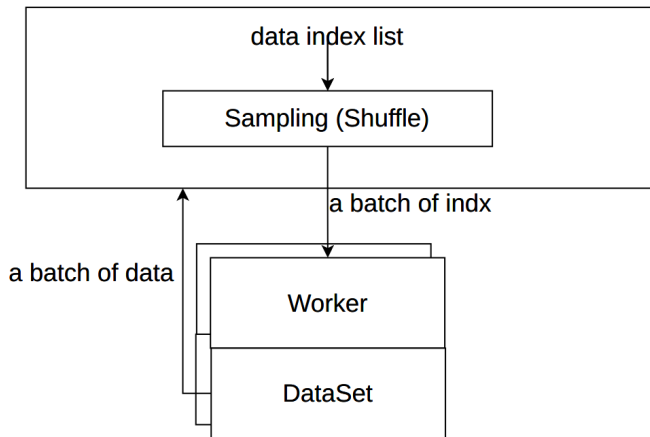 data index list
Sampling (Shuffle)
a batch of indx
a batch of data
Worker
DataSet